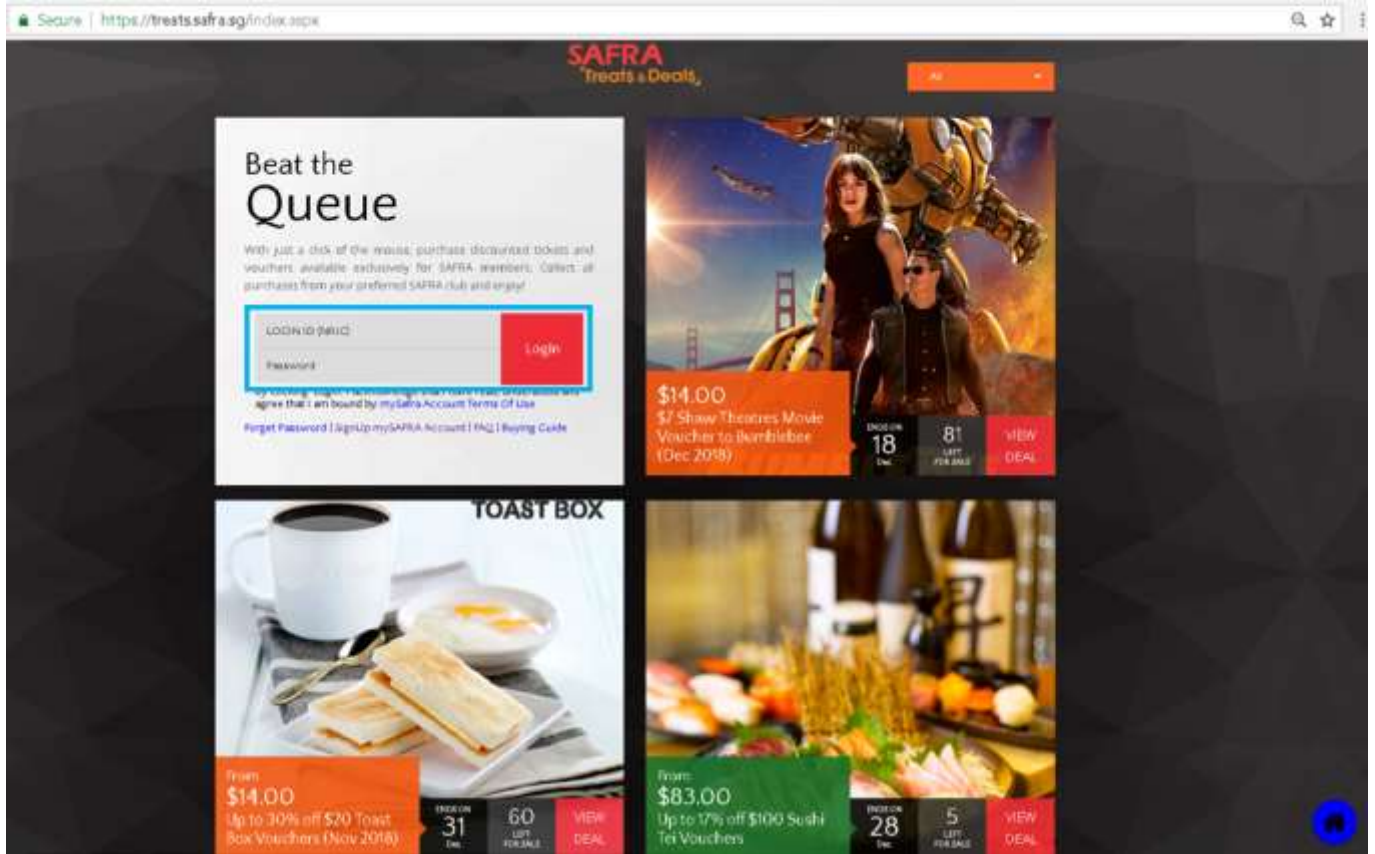 Secure | https://treats.safra.sg/index.aspx
SAFRA
Treats & Deals
All
Beat the
Queue
With just a click of the mouse, purchase discounted tickets and
vouchers available exclusively for SAFRA members. Collect all
purchases from your preferred SAFRA club and enjoy!
LOGIN ID (NRIC)
Password
Login
agree that I am bound by mySafra Account Terms Of Use
Forget Password | SignUp mySAFRA Account | FAQ | Buying Guide
$14.00
$7 Shaw Theatres Movie
Voucher to Bumblebee
(Dec 2018)
ENDS ON
18
Dec
81
LEFT
FOR SALE
VIEW
DEAL
TOAST BOX
From
$14.00
Up to 30% off $20 Toast
Box Vouchers (Nov 2018)
ENDS ON
31
Dec
60
LEFT
FOR SALE
VIEW
DEAL
From
$83.00
Up to 17% off $100 Sushi
Tei Vouchers
ENDS ON
28
Dec
5
LEFT
FOR SALE
VIEW
DEAL